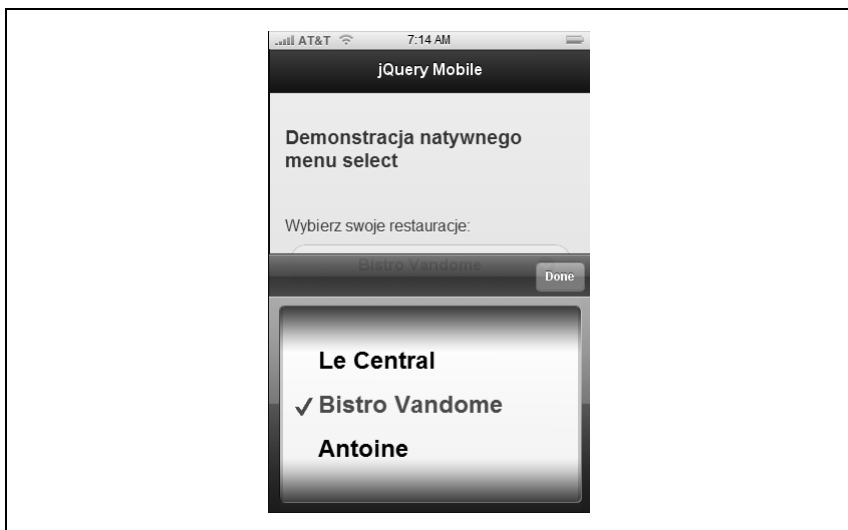 AT&T 7:14 AM
jQuery Mobile
Demonstracja natywnego
menu select
Wybierz swoje restauracje:
Bistro Vandome
Done
Le Central
Bistro Vandome
Antoine